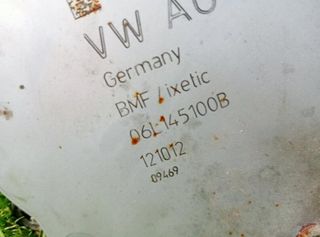 VW AG
Germany
BMF / ixetic
06L145100B
121012
09469